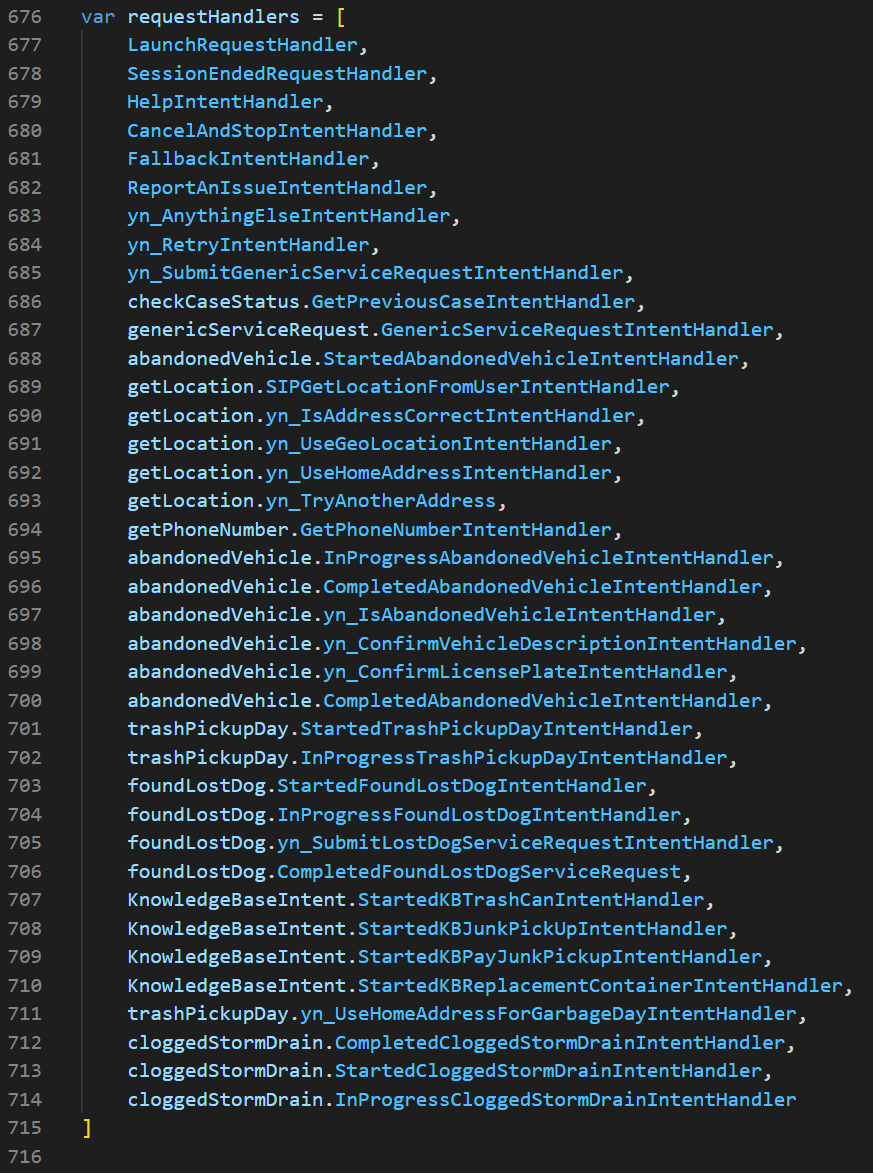 676 var requestHandlers = [
677 LaunchRequestHandler,
678 SessionEndedRequestHandler,
679 HelpIntentHandler,
680 CancelAndStopIntentHandler,
681 FallbackIntentHandler,
682 ReportAnIssueIntentHandler,
683 yn_AnythingElseIntentHandler,
684 yn_RetryIntentHandler,
685 yn_SubmitGenericServiceRequestIntentHandler,
686 checkCaseStatus.GetPreviousCaseIntentHandler,
687 genericServiceRequest.GenericServiceRequestIntentHandler,
688 abandonedVehicle.StartedAbandonedVehicleIntentHandler,
689 getLocation.SIPGetLocationFromUserIntentHandler,
690 getLocation.yn_IsAddressCorrectIntentHandler,
691 getLocation.yn_UseGeoLocationIntentHandler,
692 getLocation.yn_UseHomeAddressIntentHandler,
693 getLocation.yn_TryAnotherAddress,
694 getPhoneNumber.GetPhoneNumberIntentHandler,
695 abandonedVehicle.InProgressAbandonedVehicleIntentHandler,
696 abandonedVehicle.CompletedAbandonedVehicleIntentHandler,
697 abandonedVehicle.yn_IsAbandonedVehicleIntentHandler,
698 abandonedVehicle.yn_ConfirmVehicleDescriptionIntentHandler,
699 abandonedVehicle.yn_ConfirmLicensePlateIntentHandler,
700 abandonedVehicle.CompletedAbandonedVehicleIntentHandler,
701 trashPickupDay.StartedTrashPickupDayIntentHandler,
702 trashPickupDay.InProgressTrashPickupDayIntentHandler,
703 foundLostDog.StartedFoundLostDogIntentHandler,
704 foundLostDog.InProgressFoundLostDogIntentHandler,
705 foundLostDog.yn_SubmitLostDogServiceRequestIntentHandler,
706 foundLostDog.CompletedFoundLostDogServiceRequest,
707 KnowledgeBaseIntent.StartedKBTrashCanIntentHandler,
708 KnowledgeBaseIntent.StartedKBJunkPickUpIntentHandler,
709 KnowledgeBaseIntent.StartedKBPayJunkPickupIntentHandler,
710 KnowledgeBaseIntent.StartedKBReplacementContainerIntentHandler,
711 trashPickupDay.yn_UseHomeAddressForGarbageDayIntentHandler,
712 cloggedStormDrain.CompletedCloggedStormDrainIntentHandler,
713 cloggedStormDrain.StartedCloggedStormDrainIntentHandler,
714 cloggedStormDrain.InProgressCloggedStormDrainIntentHandler
715 ]
716